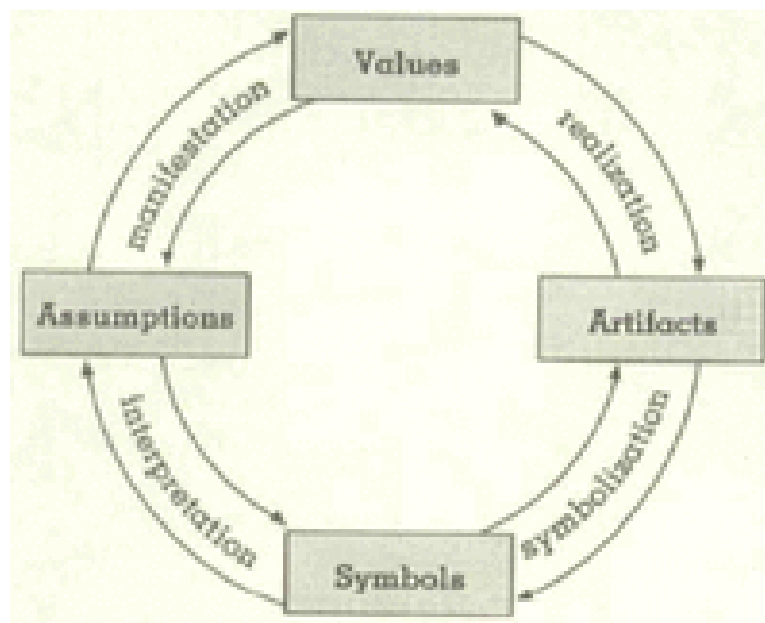 Values
manifestation
realization
Assumptions
Artifacts
interpretation
symbolization
Symbols